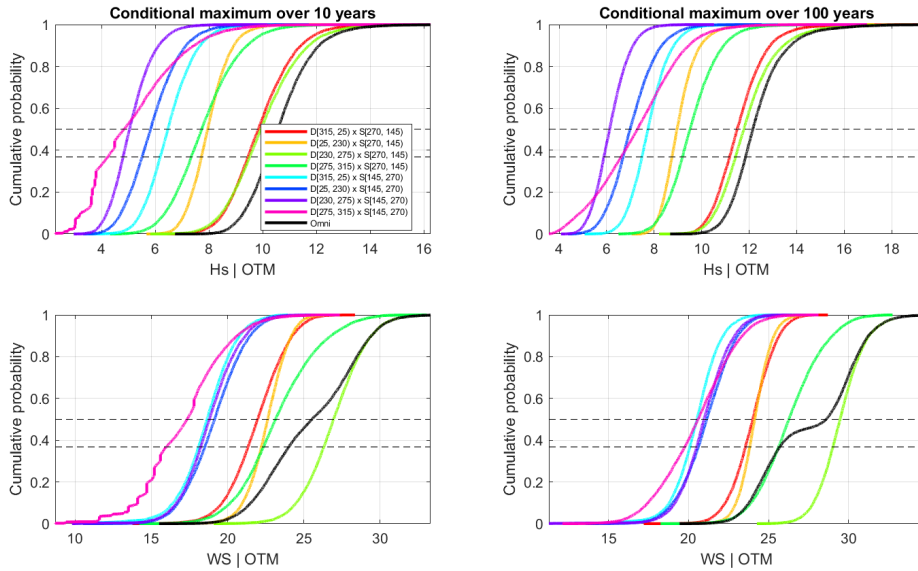 Conditional maximum over 10 years
Conditional maximum over 100 years
1
0.8
0.6
0.4
0.2
0
Cumulative probability
4
6
8
10
12
14
16
Hs | OTM
D[315, 25) x S[270, 145)
D[25, 230) x S[270, 145)
D[230, 275) x S[270, 145)
D[275, 315) x S[270, 145)
D[315, 25) x S[145, 270)
D[25, 230) x S[145, 270)
D[230, 275) x S[145, 270)
D[275, 315) x S[145, 270)
Omni
1
0.8
0.6
0.4
0.2
0
Cumulative probability
4
6
8
10
12
14
16
18
Hs | OTM
1
0.8
0.6
0.4
0.2
0
Cumulative probability
10
15
20
25
30
WS | OTM
1
0.8
0.6
0.4
0.2
0
Cumulative probability
15
20
25
30
WS | OTM